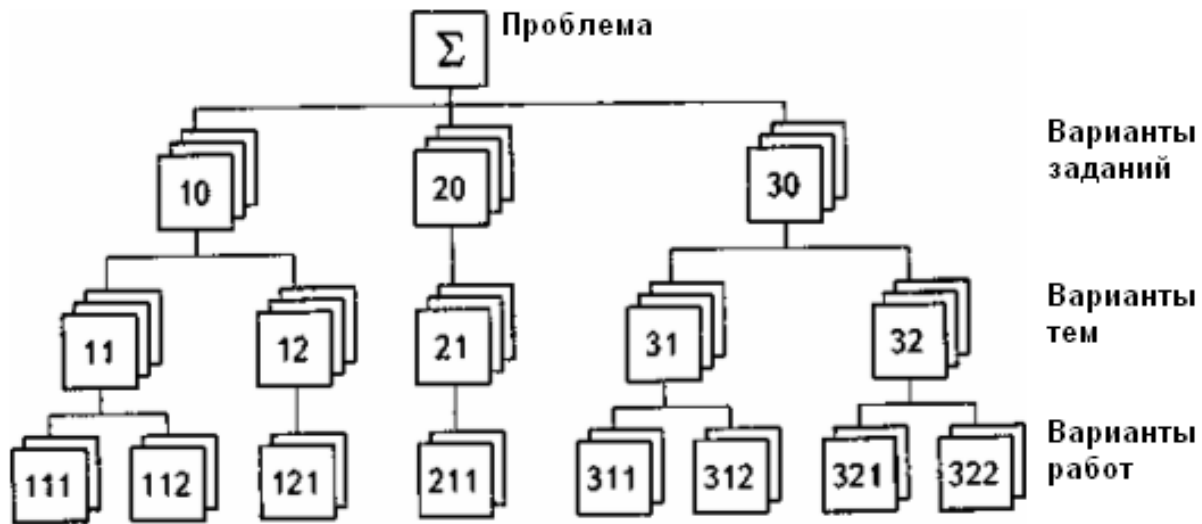 Σ
Проблема
10
20
30
Варианты
заданий
11
12
21
31
32
Варианты
тем
111
112
121
211
311
312
321
322
Варианты
работ